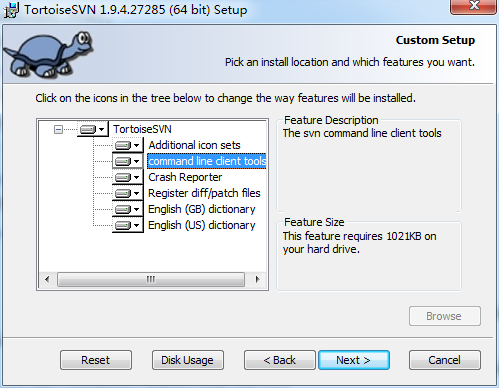 TortoiseSVN 1.9.4.27285 (64 bit) Setup
Custom Setup
Pick an install location and which features you want.
Click on the icons in the tree below to change the way features will be installed.
TortoiseSVN
Additional icon sets
command line client tools
Crash Reporter
Register diff/patch files
English (GB) dictionary
English (US) dictionary
Feature Description
The svn command line client tools
Feature Size
This feature requires 1021KB on
your hard drive.
Browse
Reset
Disk Usage
< Back
Next >
Cancel